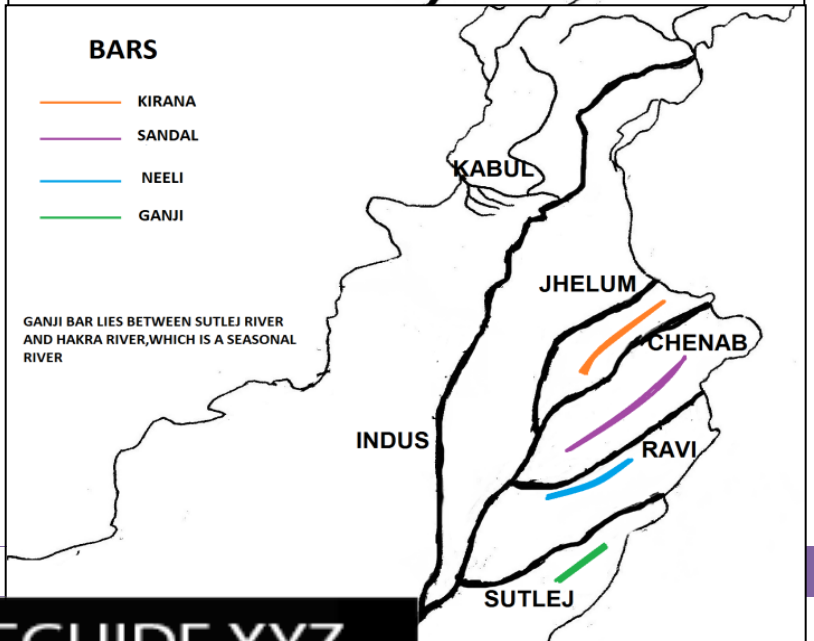 BARS
KIRANA
SANDAL
NEELI
GANJI
GANJI BAR LIES BETWEEN SUTLEJ RIVER
AND HAKRA RIVER,WHICH IS A SEASONAL
RIVER
KABUL
JHELUM
CHENAB
INDUS
RAVI
SUTLEJ